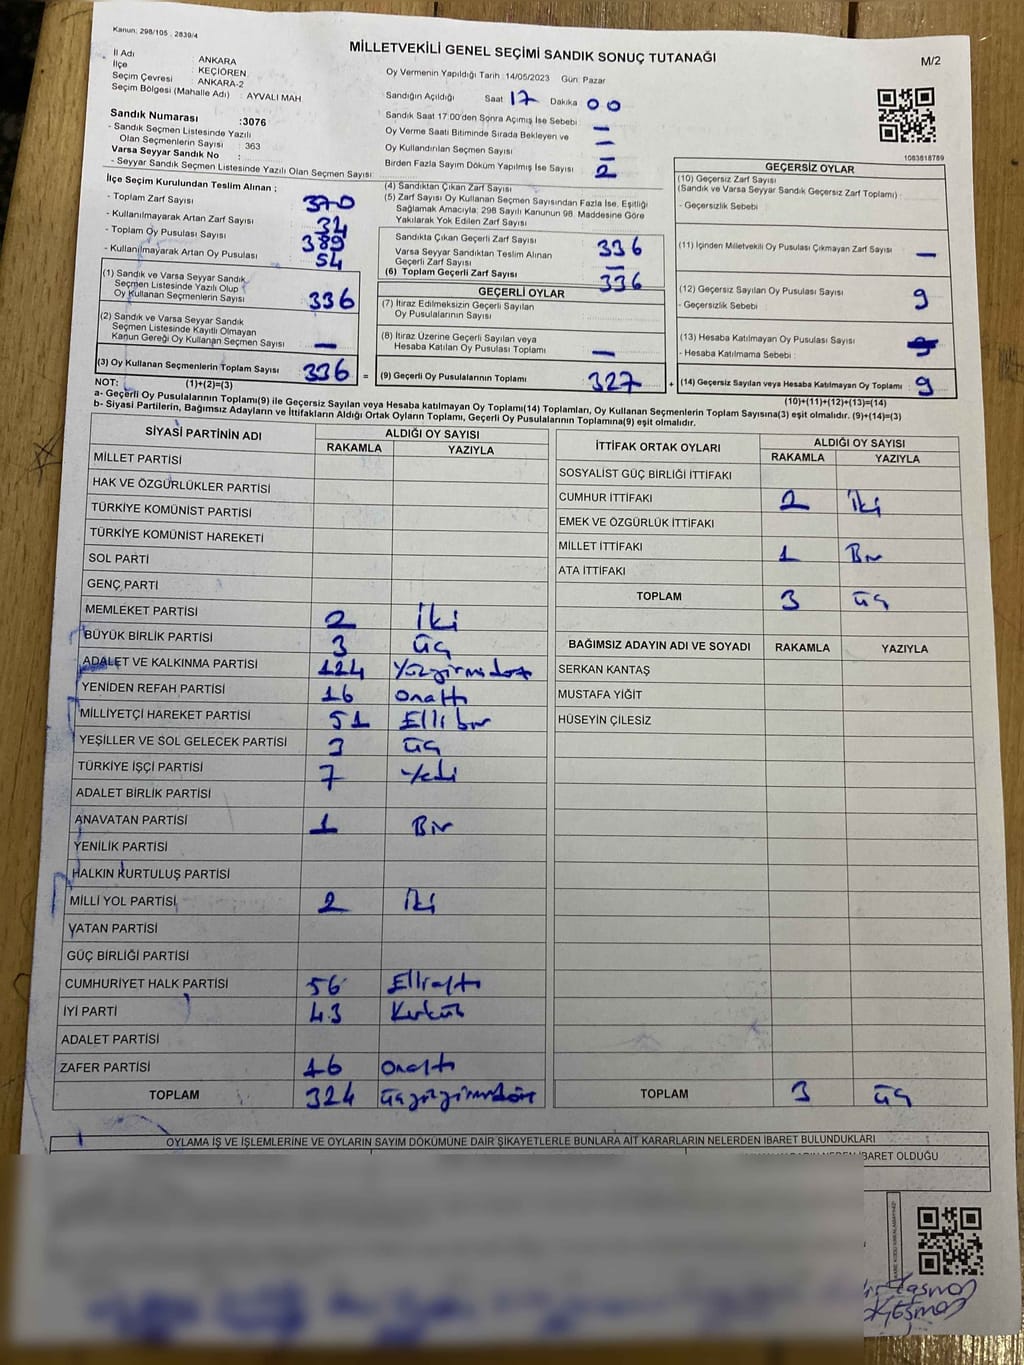 Kanun: 298/105 , 2839/4
MİLLETVEKİLİ GENEL SEÇİMİ SANDIK SONUÇ TUTANAĞI
M/2
İl Adı : ANKARA
İlçe : KEÇİÖREN
Seçim Çevresi : ANKARA-2
Seçim Bölgesi (Mahalle Adı) : AYVALI MAH
Oy Vermenin Yapıldığı Tarih : 14/05/2023 Gün: Pazar
Sandığın Açıldığı Saat 17 Dakika 00
Sandık Saat 17:00'den Sonra Açımış İse Sebebi : –
Oy Verme Saati Bitiminde Sırada Bekleyen ve
Oy Kullandırılan Seçmen Sayısı : –
Birden Fazla Sayım Döküm Yapılmış İse Sayısı : 2
Sandık Numarası :3076
- Sandık Seçmen Listesinde Yazılı
Olan Seçmenlerin Sayısı : 363
Varsa Seyyar Sandık No :
- Seyyar Sandık Seçmen Listesinde Yazılı Olan Seçmen Sayısı :
1083818789
İlçe Seçim Kurulundan Teslim Alınan ;
- Toplam Zarf Sayısı : 370
- Kullanılmayarak Artan Zarf Sayısı : 34
- Toplam Oy Pusulası Sayısı : 389
- Kullanılmayarak Artan Oy Pusulası : 54
(1) Sandık ve Varsa Seyyar Sandık
Seçmen Listesinde Yazılı Olup
Oy Kullanan Seçmenlerin Sayısı : 336
(2) Sandık ve Varsa Seyyar Sandık
Seçmen Listesinde Kayıtlı Olmayan
Kanun Gereği Oy Kullanan Seçmen Sayısı : –
(3) Oy Kullanan Seçmenlerin Toplam Sayısı : 336 =
(4) Sandıktan Çıkan Zarf Sayısı
(5) Zarf Sayısı Oy Kullanan Seçmen Sayısından Fazla İse, Eşitliği
Sağlamak Amacıyla, 298 Sayılı Kanunun 98. Maddesine Göre
Yakılarak Yok Edilen Zarf Sayısı
Sandıkta Çıkan Geçerli Zarf Sayısı : 336
Varsa Seyyar Sandıktan Teslim Alınan
Geçerli Zarf Sayısı : –
(6) Toplam Geçerli Zarf Sayısı : 336
GEÇERLİ OYLAR
(7) İtiraz Edilmeksizin Geçerli Sayılan
Oy Pusulalarının Sayısı :
(8) İtiraz Üzerine Geçerli Sayılan veya
Hesaba Katılan Oy Pusulası Toplamı : –
(9) Geçerli Oy Pusulalarının Toplamı : 327 +
GEÇERSİZ OYLAR
(10) Geçersiz Zarf Sayısı
(Sandık ve Varsa Seyyar Sandık Geçersiz Zarf Toplamı) :
- Geçersizlik Sebebi :
(11) İçinden Milletvekili Oy Pusulası Çıkmayan Zarf Sayısı : –
(12) Geçersiz Sayılan Oy Pusulası Sayısı : 9
- Geçersizlik Sebebi :
(13) Hesaba Katılmayan Oy Pusulası Sayısı :
- Hesaba Katılmama Sebebi :
(14) Geçersiz Sayılan veya Hesaba Katılmayan Oy Toplamı : 9
NOT: (1)+(2)=(3)
(10)+(11)+(12)+(13)=(14)
a- Geçerli Oy Pusulalarının Toplamı(9) ile Geçersiz Sayılan veya Hesaba katılmayan Oy Toplamı(14) Toplamları, Oy Kullanan Seçmenlerin Toplam Sayısına(3) eşit olmalıdır. (9)+(14)=(3)
b- Siyasi Partilerin, Bağımsız Adayların ve İttifakların Aldığı Ortak Oyların Toplamı, Geçerli Oy Pusulalarının Toplamına(9) eşit olmalıdır.
SİYASİ PARTİNİN ADI ALDIĞI OY SAYISI
RAKAMLA YAZIYLA
MİLLET PARTİSİ
HAK VE ÖZGÜRLÜKLER PARTİSİ
TÜRKİYE KOMÜNİST PARTİSİ
TÜRKİYE KOMÜNİST HAREKETİ
SOL PARTİ
GENÇ PARTİ
MEMLEKET PARTİSİ 2 İki
BÜYÜK BİRLİK PARTİSİ 3 üç
ADALET VE KALKINMA PARTİSİ 124 Yüzyirmidört
YENİDEN REFAH PARTİSİ 16 Onaltı
MİLLİYETÇİ HAREKET PARTİSİ 51 Ellibir
YEŞİLLER VE SOL GELECEK PARTİSİ 3 üç
TÜRKİYE İŞÇİ PARTİSİ 7 Yedi
ADALET BİRLİK PARTİSİ
ANAVATAN PARTİSİ 1 Bir
YENİLİK PARTİSİ
HALKIN KURTULUŞ PARTİSİ
MİLLİ YOL PARTİSİ 2 İki
VATAN PARTİSİ
GÜÇ BİRLİĞİ PARTİSİ
CUMHURİYET HALK PARTİSİ 56 Ellialtı
İYİ PARTİ 43 Kırküç
ADALET PARTİSİ
ZAFER PARTİSİ 16 Onaltı
TOPLAM 324 üçyüzyirmidört
İTTİFAK ORTAK OYLARI ALDIĞI OY SAYISI
RAKAMLA YAZIYLA
SOSYALİST GÜÇ BİRLİĞİ İTTİFAKI
CUMHUR İTTİFAKI 2 İki
EMEK VE ÖZGÜRLÜK İTTİFAKI
MİLLET İTTİFAKI 1 Bir
ATA İTTİFAKI
TOPLAM 3 üç
BAĞIMSIZ ADAYIN ADI VE SOYADI RAKAMLA YAZIYLA
SERKAN KANTAŞ
MUSTAFA YİĞİT
HÜSEYİN ÇİLESİZ
TOPLAM 3 üç
OYLAMA İŞ VE İŞLEMLERİNE VE OYLARIN SAYIM DÖKÜMÜNE DAİR ŞİKAYETLERLE BUNLARA AİT KARARLARIN NELERDEN İBARET BULUNDUKLARI
İBARET OLDUĞU